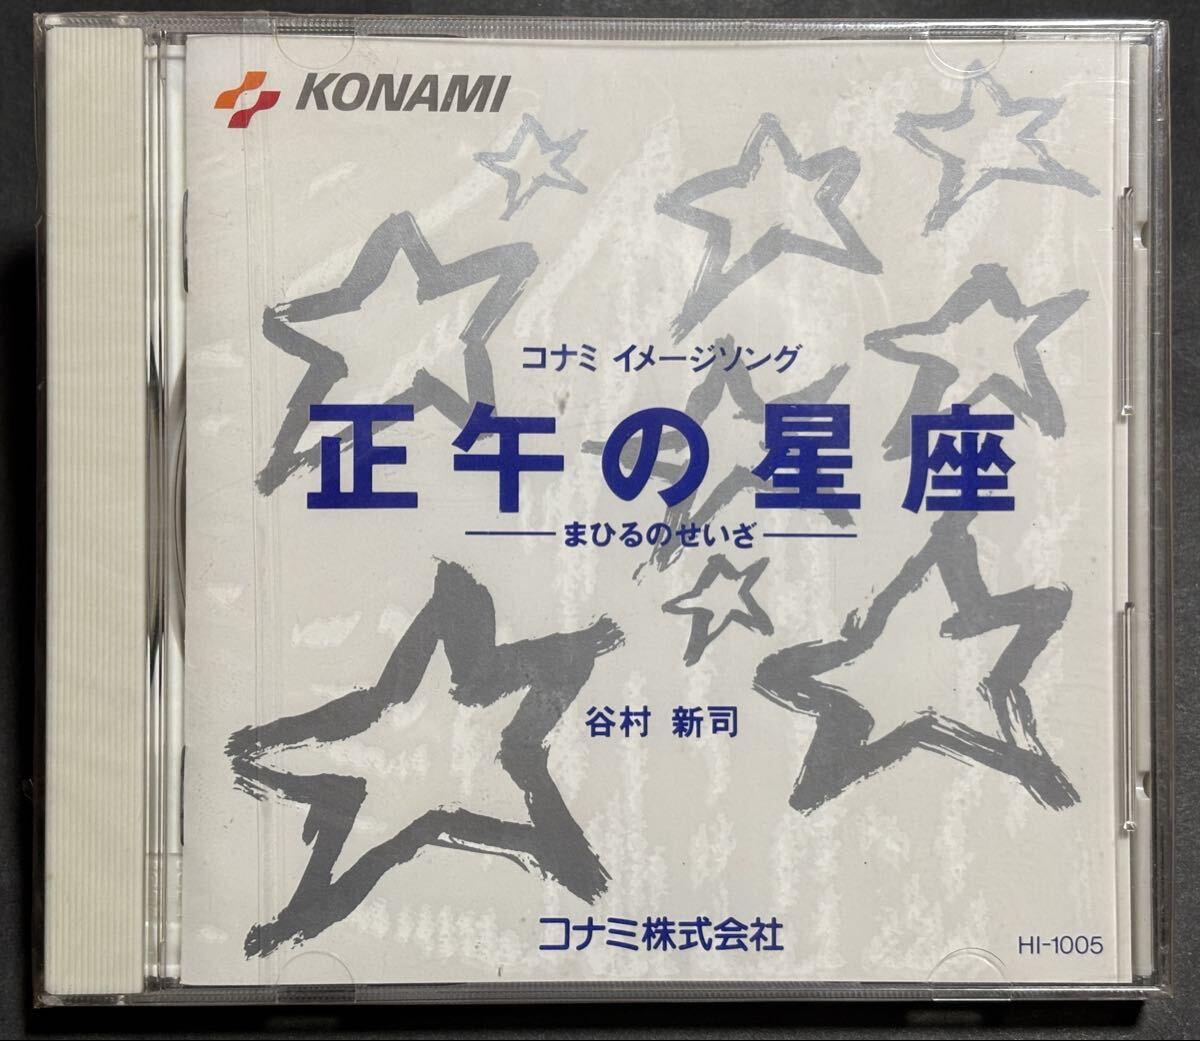 KONAMI
コナミ イメージソング
正午の星座
まひるのせいざ
谷村 新司
コナミ株式会社
HI-1005